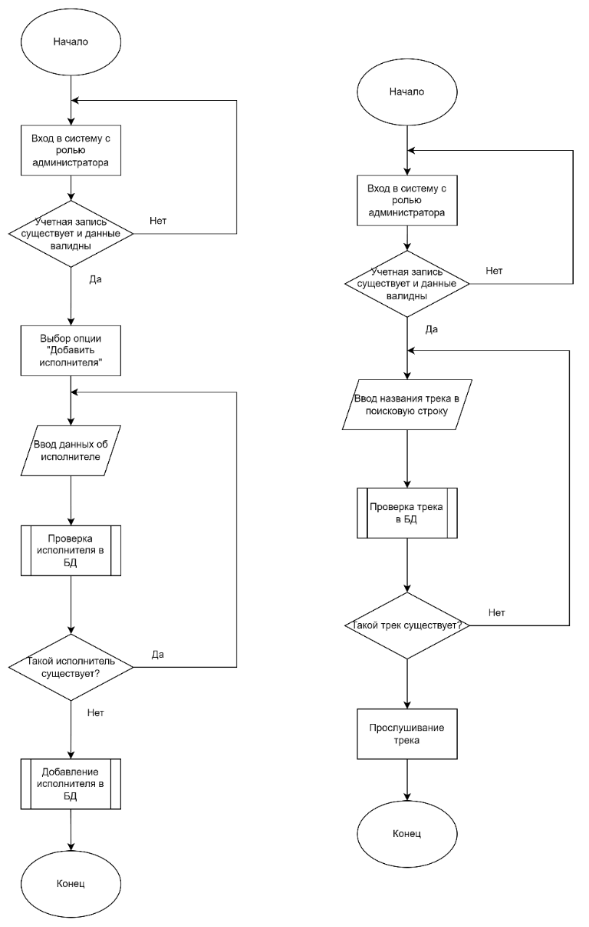 Начало
Вход в систему с
ролью
администратора
Учетная запись
существует и данные
валидны
Нет
Да
Выбор опции
"Добавить
исполнителя"
Ввод данных об
исполнителе
Проверка
исполнителя в
БД
Такой исполнитель
существует?
Да
Нет
Добавление
исполнителя в
БД
Конец
Начало
Вход в систему с
ролью
администратора
Учетная запись
существует и данные
валидны
Нет
Да
Ввод названия трека в
поисковую строку
Проверка трека
в БД
Такой трек существует?
Нет
Прослушивание
трека
Конец